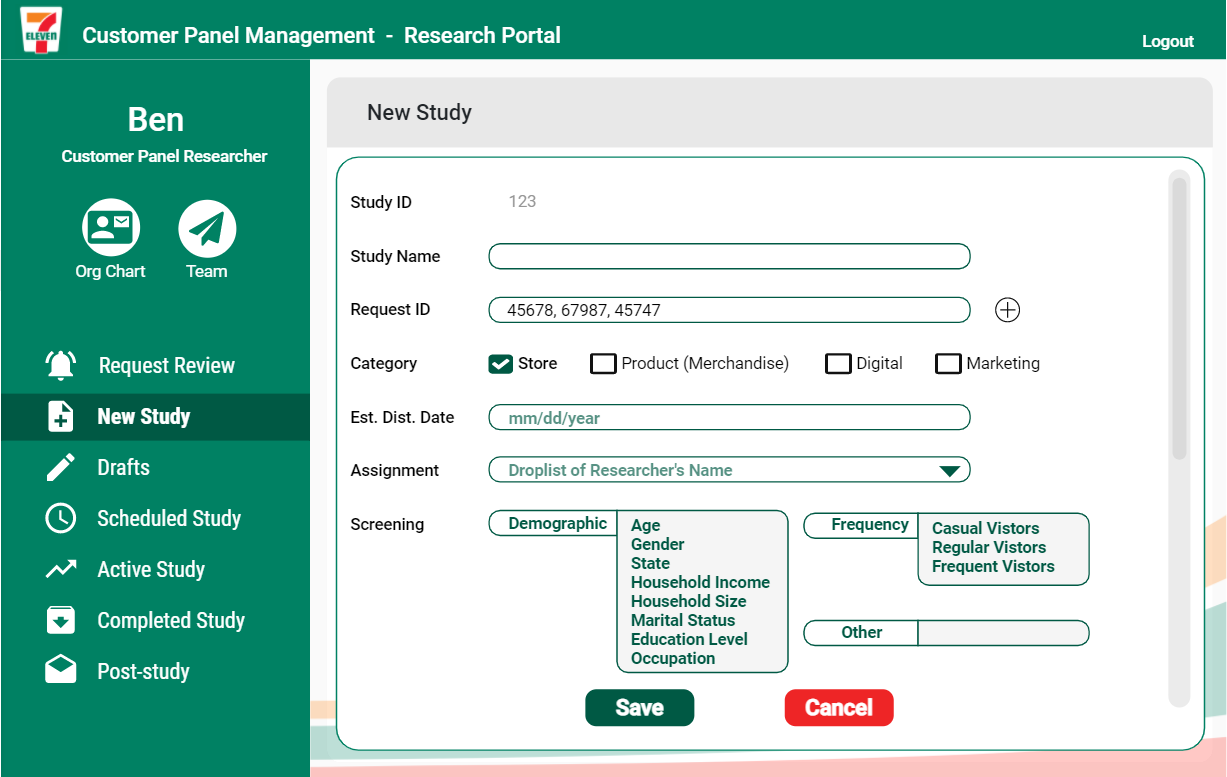 7
ELEVEN
Customer Panel Management - Research Portal
Logout
Ben
Customer Panel Researcher
Org Chart
Team
Request Review
New Study
Drafts
Scheduled Study
Active Study
Completed Study
Post-study
New Study
Study ID 123
Study Name
Request ID 45678, 67987, 45747
Category Store Product (Merchandise) Digital Marketing
Est. Dist. Date mm/dd/year
Assignment Droplist of Researcher's Name
Screening
Demographic
Age
Gender
State
Household Income
Household Size
Marital Status
Education Level
Occupation
Frequency
Casual Vistors
Regular Vistors
Frequent Vistors
Other
Save
Cancel